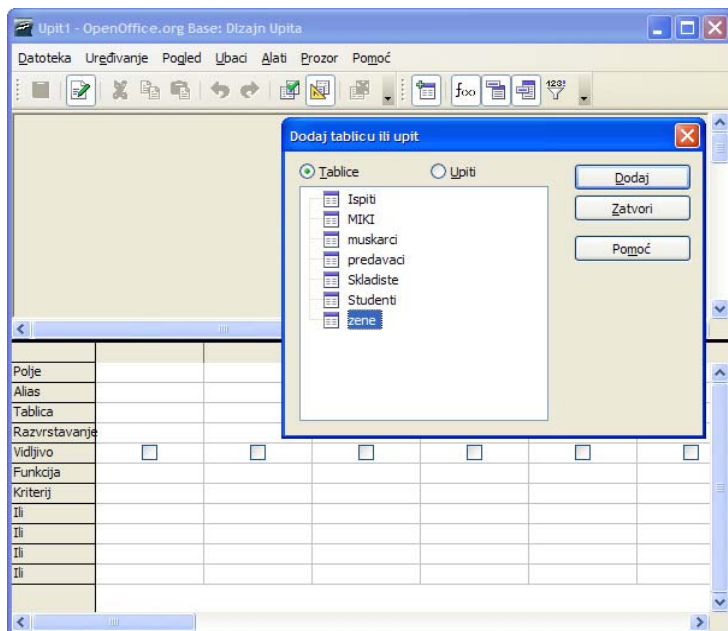 Upit1 - OpenOffice.org Base: DIzajn Upita
Datoteka Uređivanje Pogled Ubaci Alati Prozor Pomoć
Dodaj tablicu ili upit
Tablice Upiti
Ispiti
MIKI
muskarci
predavaci
Skladiste
Studenti
zene
Dodaj
Zatvori
Pomoć
Polje
Alias
Tablica
Razvrstavanje
Vidljivo
Funkcija
Kriterij
Ili
Ili
Ili
Ili